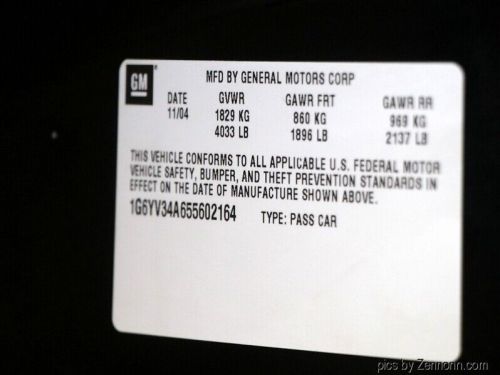 GM MFD BY GENERAL MOTORS CORP
DATE GVWR GAWR FRT GAWR RR
11/04 1829 KG 860 KG 969 KG
4033 LB 1896 LB 2137 LB
THIS VEHICLE CONFORMS TO ALL APPLICABLE U.S. FEDERAL MOTOR
VEHICLE SAFETY, BUMPER, AND THEFT PREVENTION STANDARDS IN
EFFECT ON THE DATE OF MANUFACTURE SHOWN ABOVE.
1G6YV34A655602164 TYPE: PASS CAR
pics by Zennonn.com